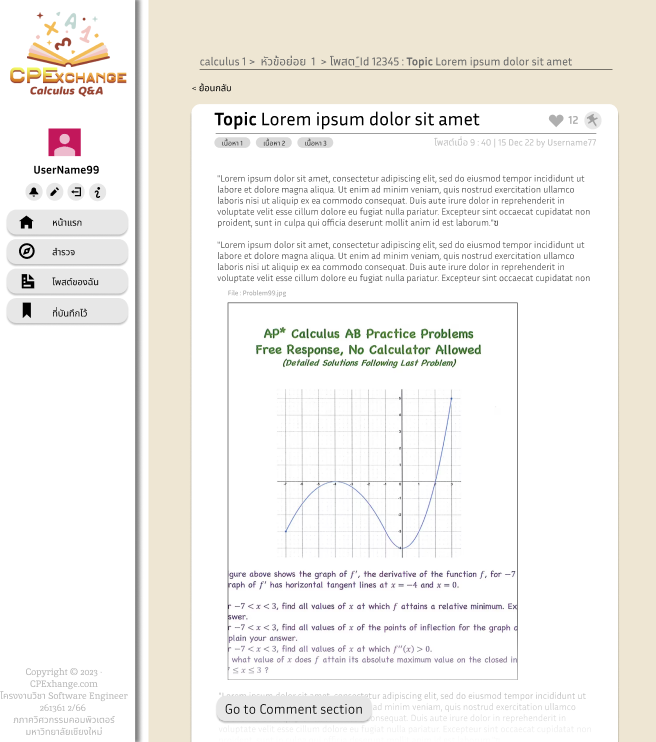 CPExchange
Calculus Q&A
UserName99
หน้าแรก
สำรวจ
โพสต์ของฉัน
ที่บันทึกไว้
Copyright © 2023 -
CPExhange.com
โครงงานวิชา Software Engineer
261361 2/66
ภาควิศวกรรมคอมพิวเตอร์
มหาวิทยาลัยเชียงใหม่
calculus 1 > หัวข้อย่อย 1 > โพสต์_Id 12345 : Topic Lorem ipsum dolor sit amet
< ย้อนกลับ
Topic Lorem ipsum dolor sit amet
12
เนื้อหา 1 เนื้อหา 2 เนื้อหา 3
โพสต์เมื่อ 9 : 40 | 15 Dec 22 by Username77
"Lorem ipsum dolor sit amet, consectetur adipiscing elit, sed do eiusmod tempor incididunt ut
labore et dolore magna aliqua. Ut enim ad minim veniam, quis nostrud exercitation ullamco
laboris nisi ut aliquip ex ea commodo consequat. Duis aute irure dolor in reprehenderit in
voluptate velit esse cillum dolore eu fugiat nulla pariatur. Excepteur sint occaecat cupidatat non
proident, sunt in culpa qui officia deserunt mollit anim id est laborum."ข
"Lorem ipsum dolor sit amet, consectetur adipiscing elit, sed do eiusmod tempor incididunt ut
labore et dolore magna aliqua. Ut enim ad minim veniam, quis nostrud exercitation ullamco
laboris nisi ut aliquip ex ea commodo consequat. Duis aute irure dolor in reprehenderit in
voluptate velit esse cillum dolore eu fugiat nulla pariatur. Excepteur sint occaecat cupidatat non
File : Problem99.jpg
AP* Calculus AB Practice Problems
Free Response, No Calculator Allowed
(Detailed Solutions Following Last Problem)
gure above shows the graph of f', the derivative of the function f, for −7
raph of f' has horizontal tangent lines at x = −4 and x = 0.
r −7 < x < 3, find all values of x at which f attains a relative minimum. Ex
swer.
r −7 < x < 3, find all values of x of the points of inflection for the graph o
plain your answer.
r −7 < x < 3, find all values of x at which f''(x) > 0.
what value of x does f attain its absolute maximum value on the closed in
≤ x ≤ 3 ?
"Lorem ipsum dolor sit amet, consectetur adipiscing elit, sed do eiusmod tempor incididunt ut
ad minim veniam, quis nostrud exercitation ullamco
consequat. Duis aute irure dolor in reprehenderit in
Go to Comment section